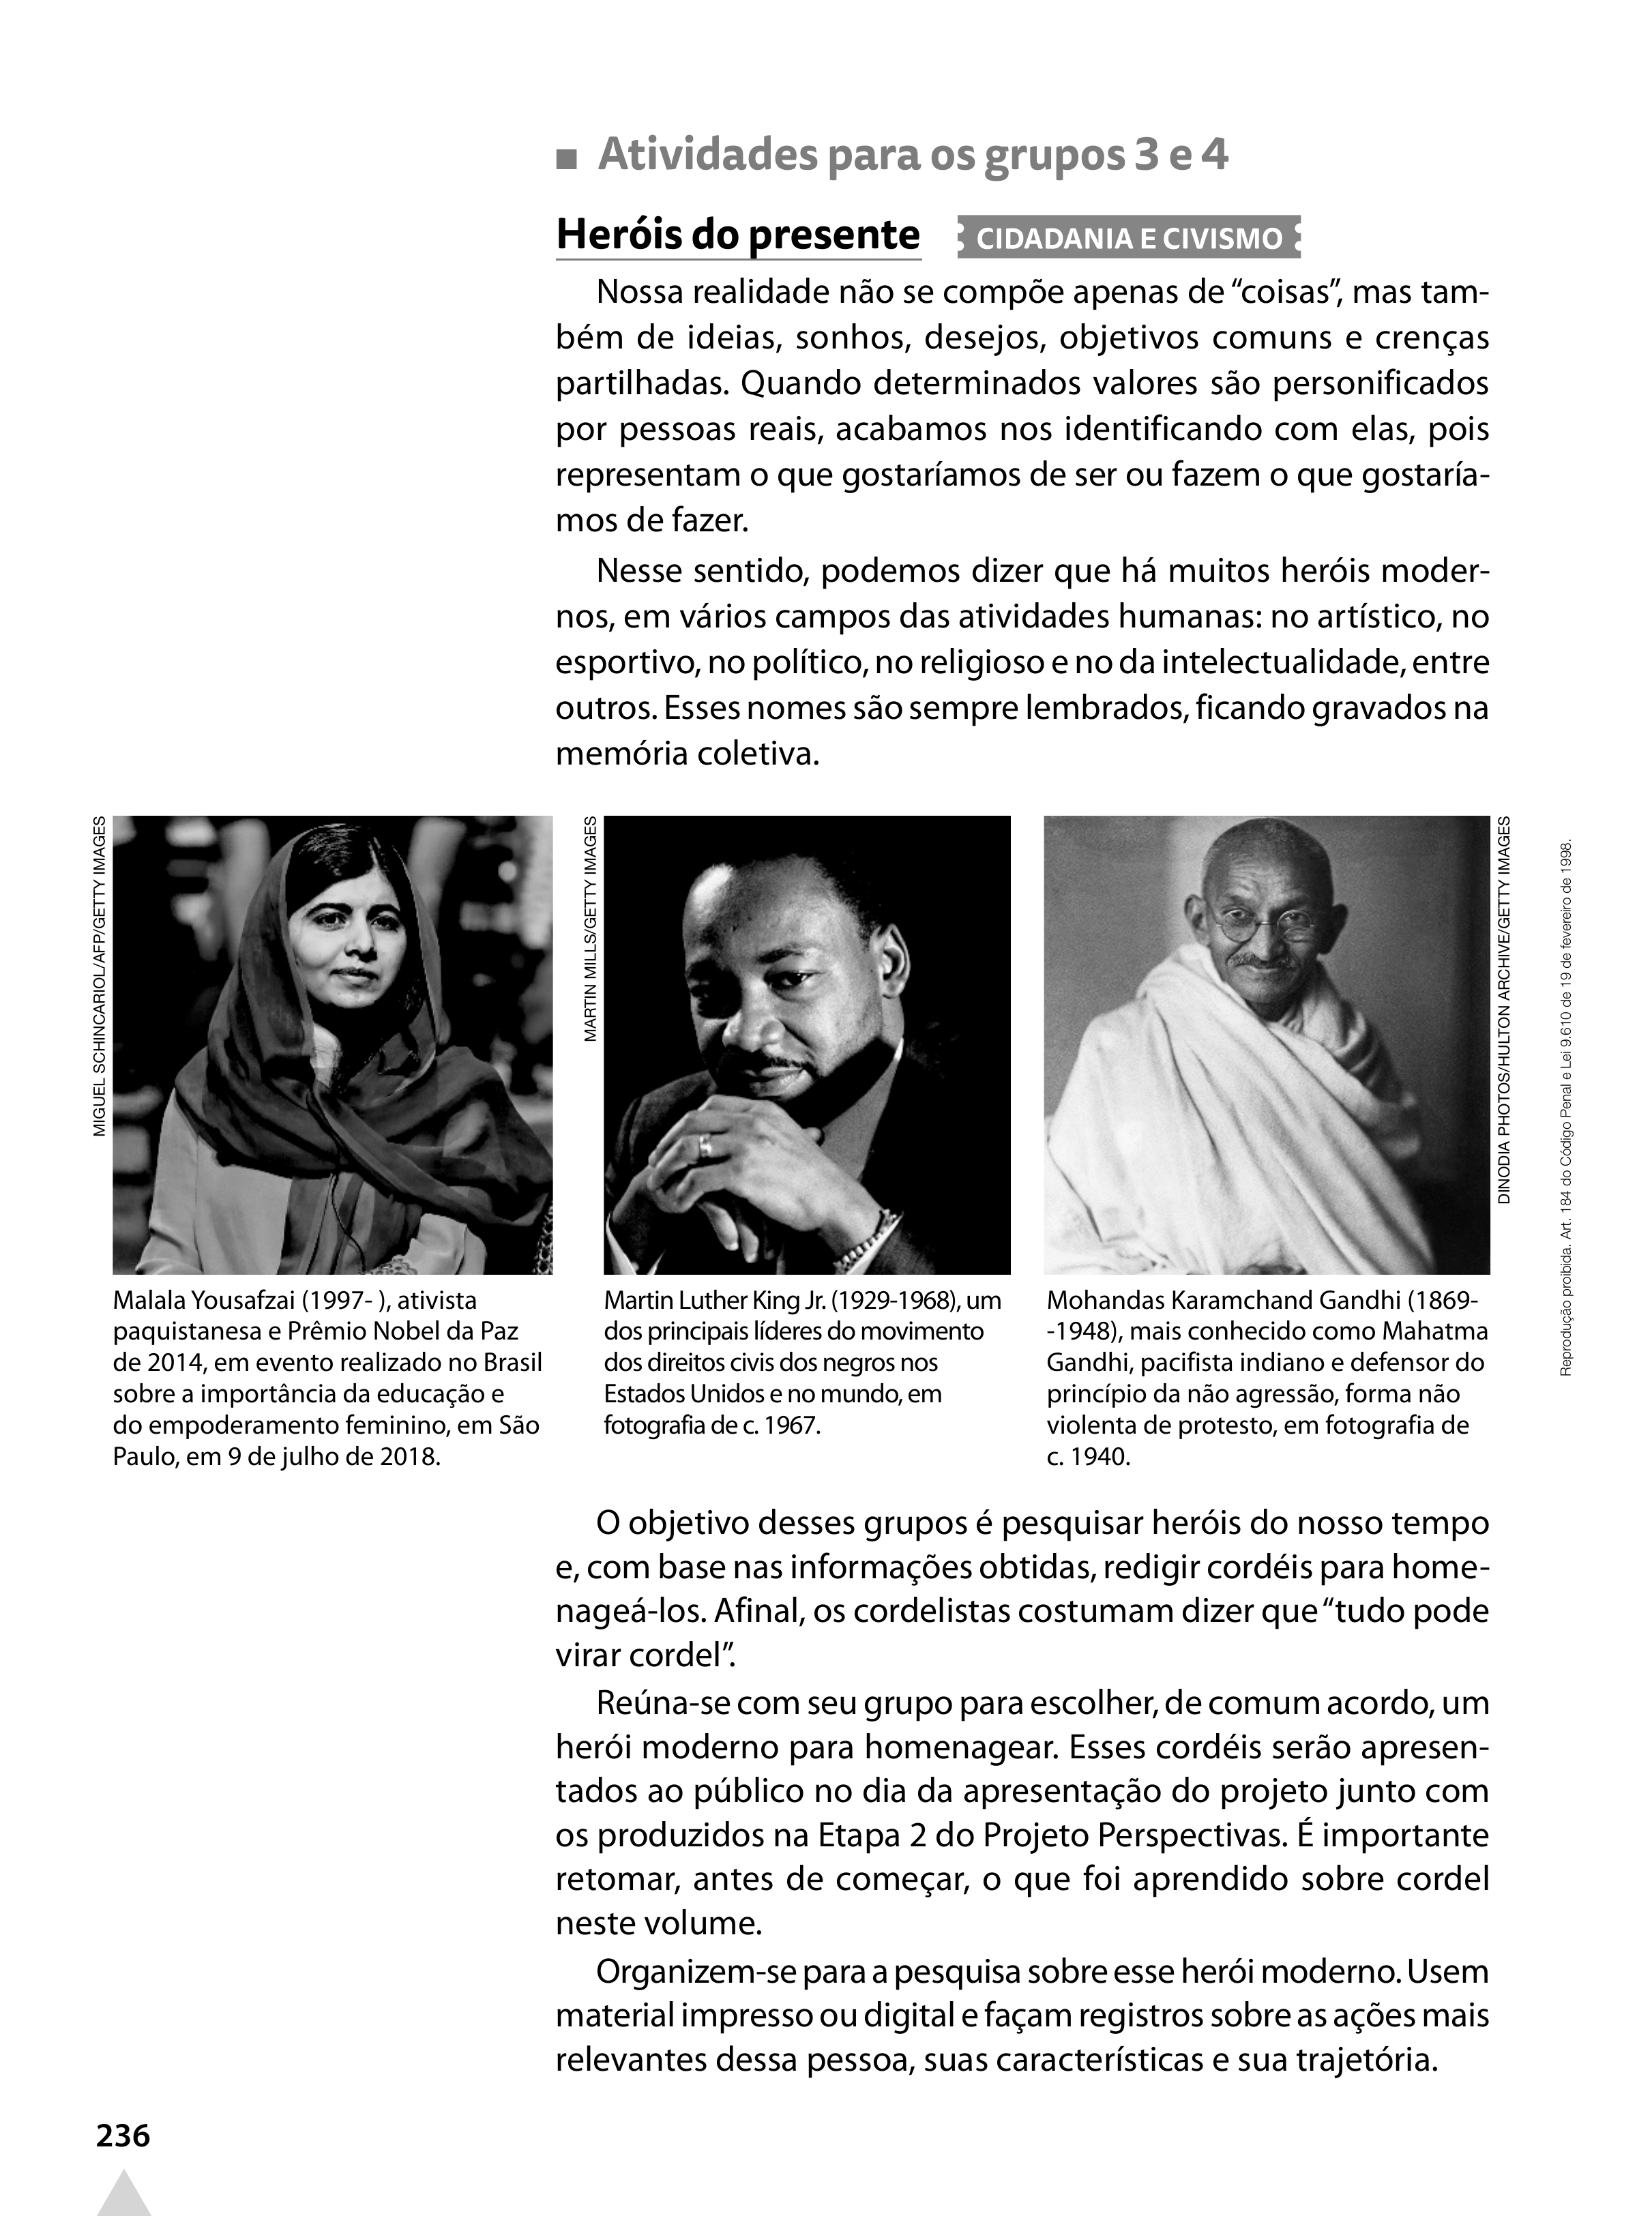 Atividades para os grupos 3 e 4
Heróis do presente
CIDADANIA E CIVISMO
Nossa realidade não se compõe apenas de “coisas”, mas tam-
bém de ideias, sonhos, desejos, objetivos comuns e crenças
partilhadas. Quando determinados valores são personificados
por pessoas reais, acabamos nos identificando com elas, pois
representam o que gostaríamos de ser ou fazem o que gostaría-
mos de fazer.
Nesse sentido, podemos dizer que há muitos heróis moder-
nos, em vários campos das atividades humanas: no artístico, no
esportivo, no político, no religioso e no da intelectualidade, entre
outros. Esses nomes são sempre lembrados, ficando gravados na
memória coletiva.
MIGUEL SCHINCARIOL/AFP/GETTY IMAGES
Malala Yousafzai (1997- ), ativista
paquistanesa e Prêmio Nobel da Paz
de 2014, em evento realizado no Brasil
sobre a importância da educação e
do empoderamento feminino, em São
Paulo, em 9 de julho de 2018.
MARTIN MILLS/GETTY IMAGES
Martin Luther King Jr. (1929-1968), um
dos principais líderes do movimento
dos direitos civis dos negros nos
Estados Unidos e no mundo, em
fotografia de c. 1967.
DINODIA PHOTOS/HULTON ARCHIVE/GETTY IMAGES
Mohandas Karamchand Gandhi (1869-
-1948), mais conhecido como Mahatma
Gandhi, pacifista indiano e defensor do
princípio da não agressão, forma não
violenta de protesto, em fotografia de
c. 1940.
Reprodução proibida. Art. 184 do Código Penal e Lei 9.610 de 19 de fevereiro de 1998.
O objetivo desses grupos é pesquisar heróis do nosso tempo
e, com base nas informações obtidas, redigir cordéis para home-
nageá-los. Afinal, os cordelistas costumam dizer que “tudo pode
virar cordel”.
Reúna-se com seu grupo para escolher, de comum acordo, um
herói moderno para homenagear. Esses cordéis serão apresen-
tados ao público no dia da apresentação do projeto junto com
os produzidos na Etapa 2 do Projeto Perspectivas. É importante
retomar, antes de começar, o que foi aprendido sobre cordel
neste volume.
Organizem-se para a pesquisa sobre esse herói moderno. Usem
material impresso ou digital e façam registros sobre as ações mais
relevantes dessa pessoa, suas características e sua trajetória.
236